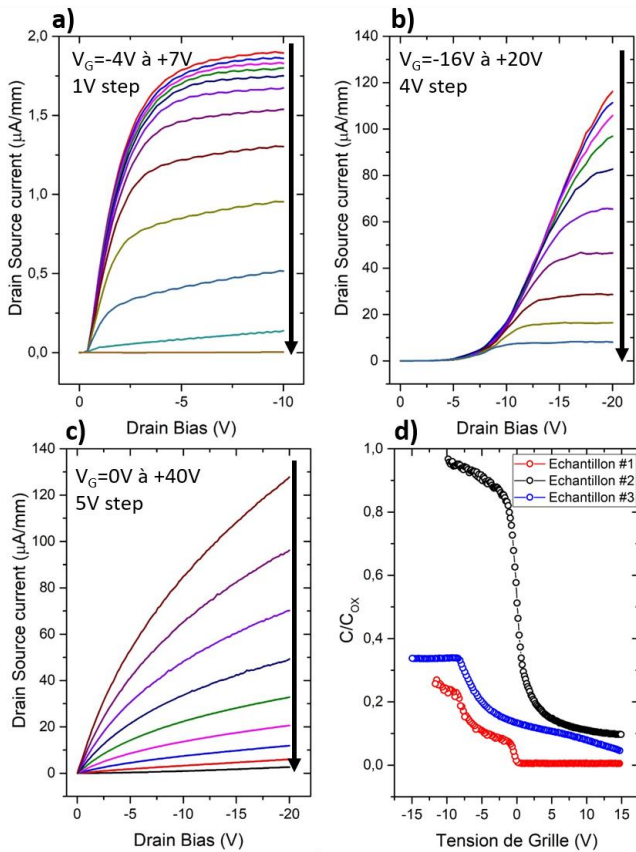 a)
V_G=-4V à +7V
1V step
2,0
1,5
1,0
0,5
0,0
Drain Source current (µA/mm)
0
-5
-10
Drain Bias (V)
b)
V_G=-16V à +20V
4V step
140
120
100
80
60
40
20
0
Drain Source current (µA/mm)
0
-5
-10
-15
-20
Drain Bias (V)
c)
V_G=0V à +40V
5V step
140
120
100
80
60
40
20
0
Drain Source current (µA/mm)
0
-5
-10
-15
-20
Drain Bias (V)
d)
Echantillon #1
Echantillon #2
Echantillon #3
1,0
0,8
0,6
0,4
0,2
0,0
C/C_OX
-15
-10
-5
0
5
10
15
Tension de Grille (V)